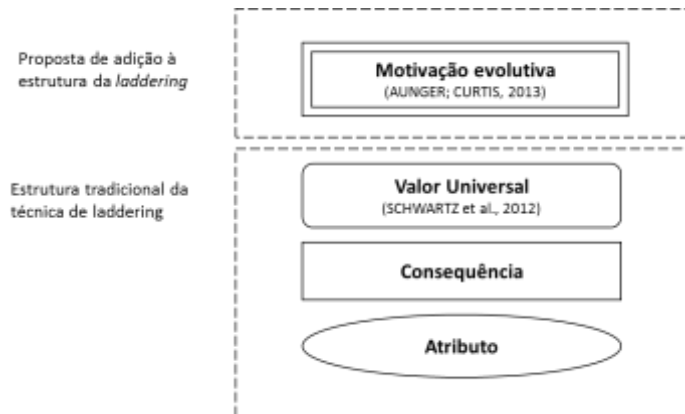 Proposta de adição à
estrutura da laddering
Motivação evolutiva
(AUNGER; CURTIS, 2013)
Estrutura tradicional da
técnica de laddering
Valor Universal
(SCHWARTZ et al., 2012)
Consequência
Atributo